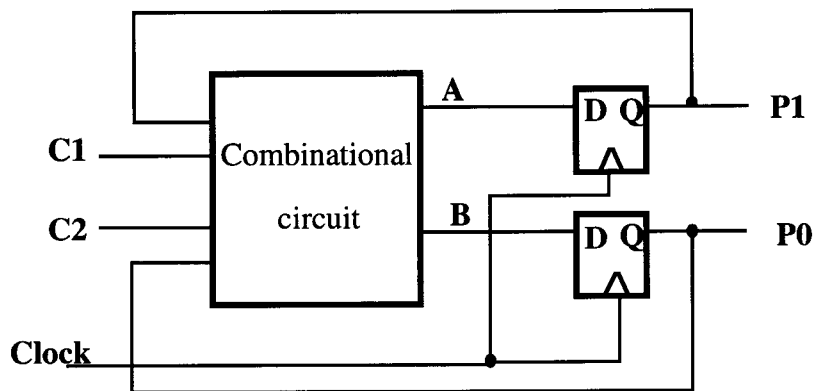 A
D Q
P1
C1
Combinational
circuit
C2
B
D Q
P0
Clock